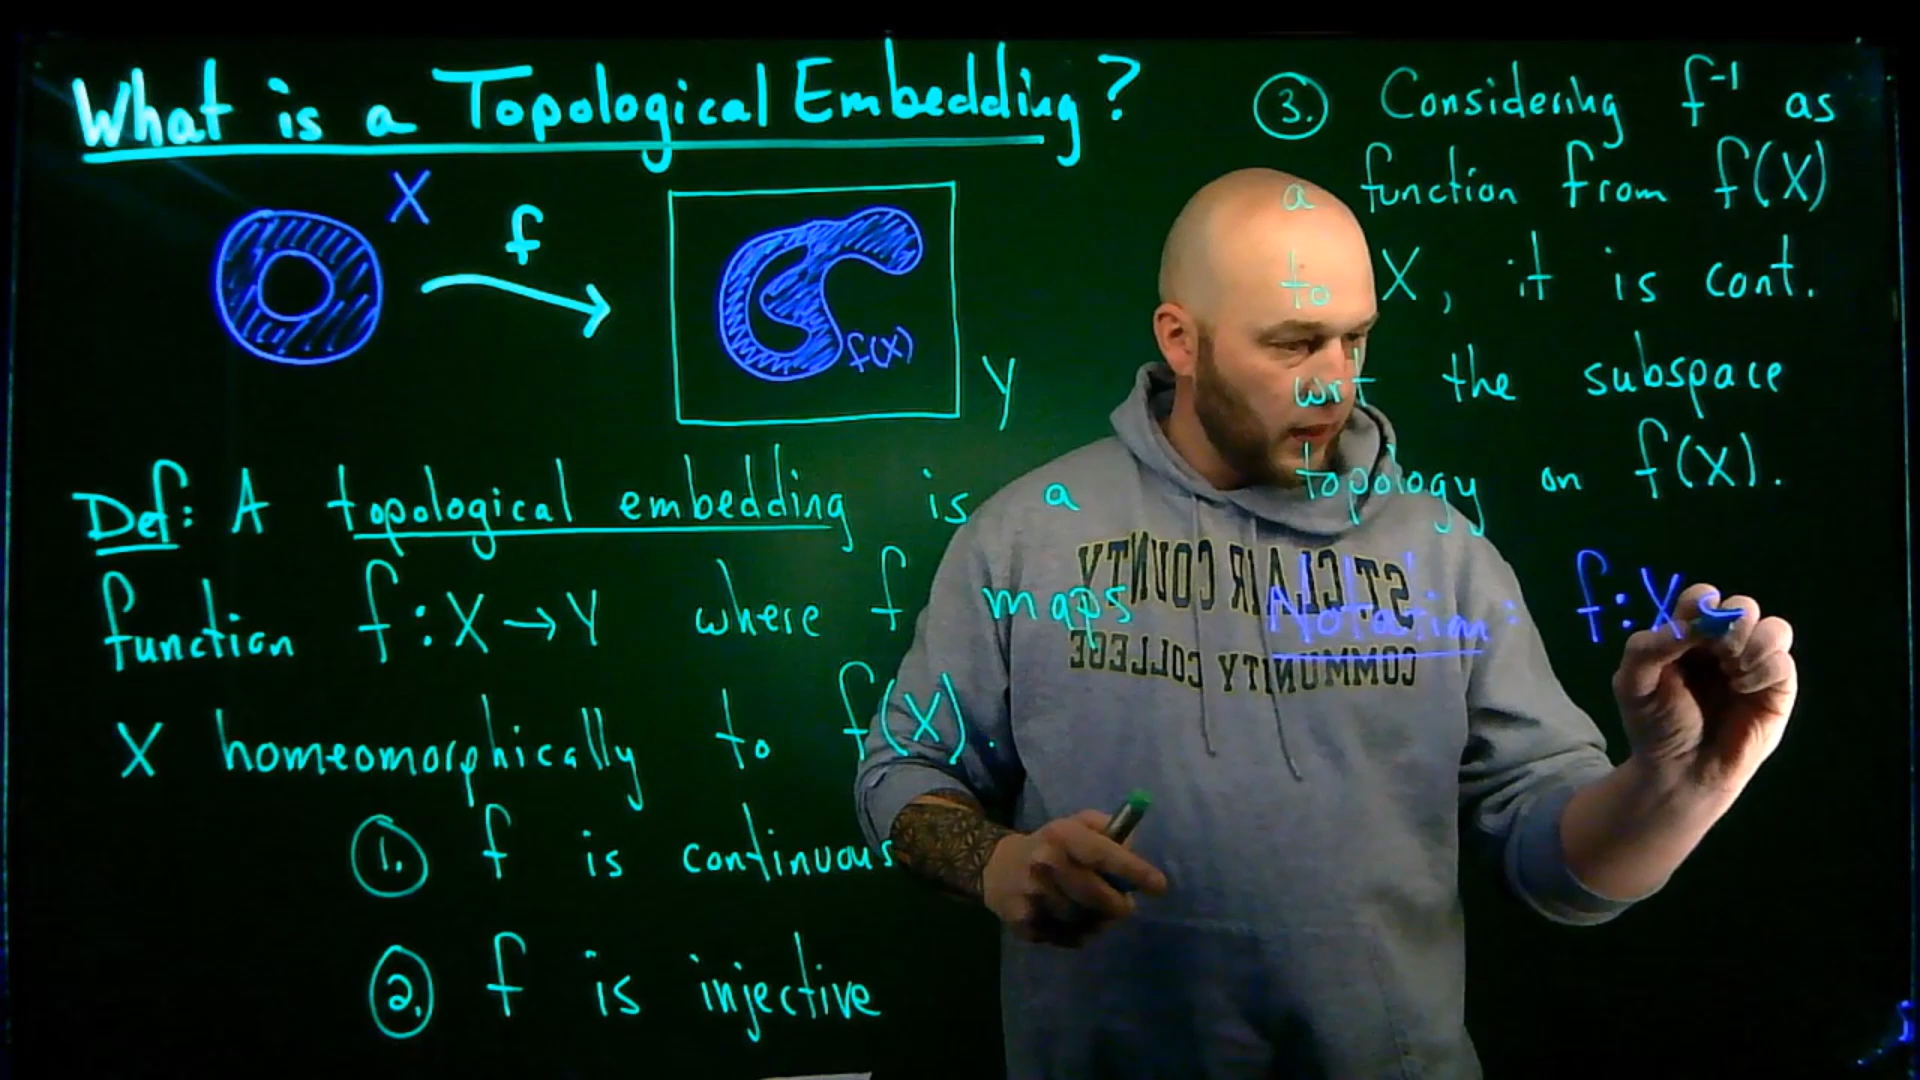 What is a Topological Embedding?
X
f
f(X)
Y
Def: A topological embedding is a
function f:X→Y where f maps
X homeomorphically to f(X).
1. f is continuous
2. f is injective
3. Considering f⁻¹ as
a function from f(X)
to X, it is cont.
wrt the subspace
topology on f(X).
Notation: f:X
ST. CLAIR COUNTY
COMMUNITY COLLEGE